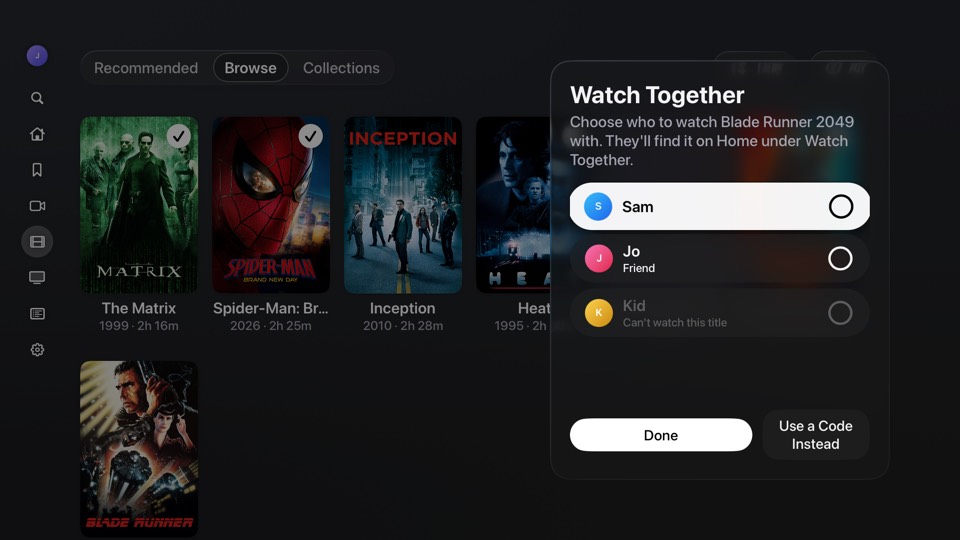 J
Recommended
Browse
Collections
MATRIX
The Matrix
1999 · 2h 16m
SPIDER-MAN
BRAND NEW DAY
Spider-Man: Br...
2026 · 2h 25m
INCEPTION
Inception
2010 · 2h 28m
HEA
Heat
1995 · 2h
BLADE RUNNER
Watch Together
Choose who to watch Blade Runner 2049
with. They'll find it on Home under Watch
Together.
S
Sam
J
Jo
Friend
K
Kid
Can't watch this title
Done
Use a Code
Instead